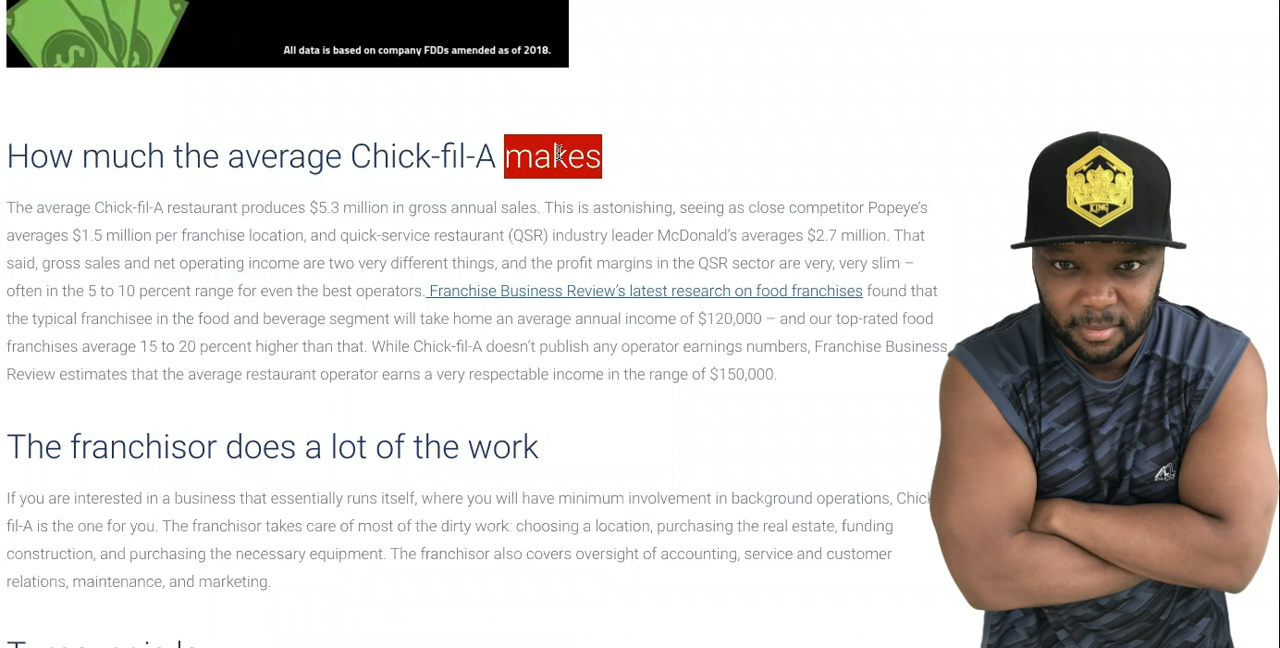 All data is based on company FDDs amended as of 2018.
How much the average Chick-fil-A makes
The average Chick-fil-A restaurant produces $5.3 million in gross annual sales. This is astonishing, seeing as close competitor Popeye's
averages $1.5 million per franchise location, and quick-service restaurant (QSR) industry leader McDonald's averages $2.7 million. That
said, gross sales and net operating income are two very different things, and the profit margins in the QSR sector are very, very slim –
often in the 5 to 10 percent range for even the best operators. Franchise Business Review's latest research on food franchises found that
the typical franchisee in the food and beverage segment will take home an average annual income of $120,000 – and our top-rated food
franchises average 15 to 20 percent higher than that. While Chick-fil-A doesn't publish any operator earnings numbers, Franchise Business
Review estimates that the average restaurant operator earns a very respectable income in the range of $150,000.
The franchisor does a lot of the work
If you are interested in a business that essentially runs itself, where you will have minimum involvement in background operations, Chick
fil-A is the one for you. The franchisor takes care of most of the dirty work: choosing a location, purchasing the real estate, funding
construction, and purchasing the necessary equipment. The franchisor also covers oversight of accounting, service and customer
relations, maintenance, and marketing.
KING